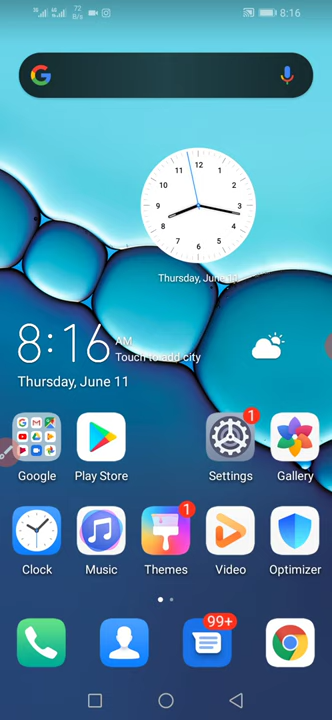 72
B/s
8:16
12
11
1
10
2
9
3
8
4
7
5
6
Thursday, June 11
8:16 AM
Touch to add city
Thursday, June 11
1
Google
Play Store
Settings
Gallery
1
Clock
Music
Themes
Video
Optimizer
99+